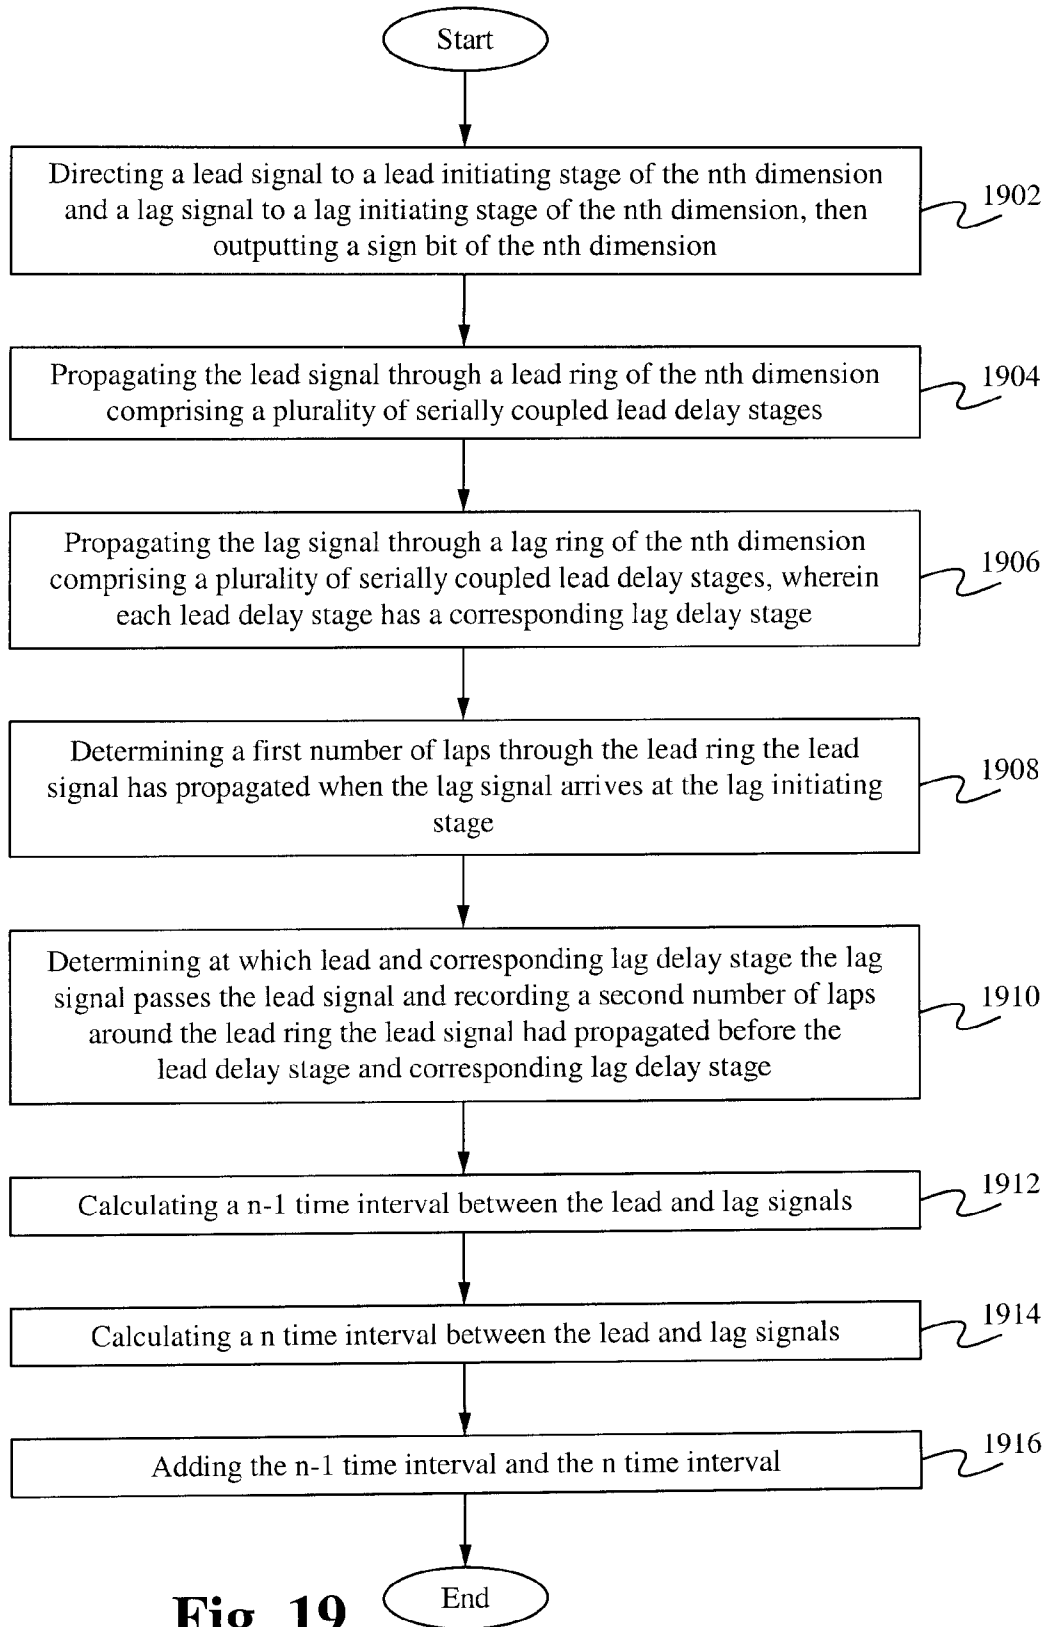 Start
Directing a lead signal to a lead initiating stage of the nth dimension
and a lag signal to a lag initiating stage of the nth dimension, then
outputting a sign bit of the nth dimension
1902
Propagating the lead signal through a lead ring of the nth dimension
comprising a plurality of serially coupled lead delay stages
1904
Propagating the lag signal through a lag ring of the nth dimension
comprising a plurality of serially coupled lead delay stages, wherein
each lead delay stage has a corresponding lag delay stage
1906
Determining a first number of laps through the lead ring the lead
signal has propagated when the lag signal arrives at the lag initiating
stage
1908
Determining at which lead and corresponding lag delay stage the lag
signal passes the lead signal and recording a second number of laps
around the lead ring the lead signal had propagated before the
lead delay stage and corresponding lag delay stage
1910
Calculating a n-1 time interval between the lead and lag signals
1912
Calculating a n time interval between the lead and lag signals
1914
Adding the n-1 time interval and the n time interval
1916
End
Fig. 19